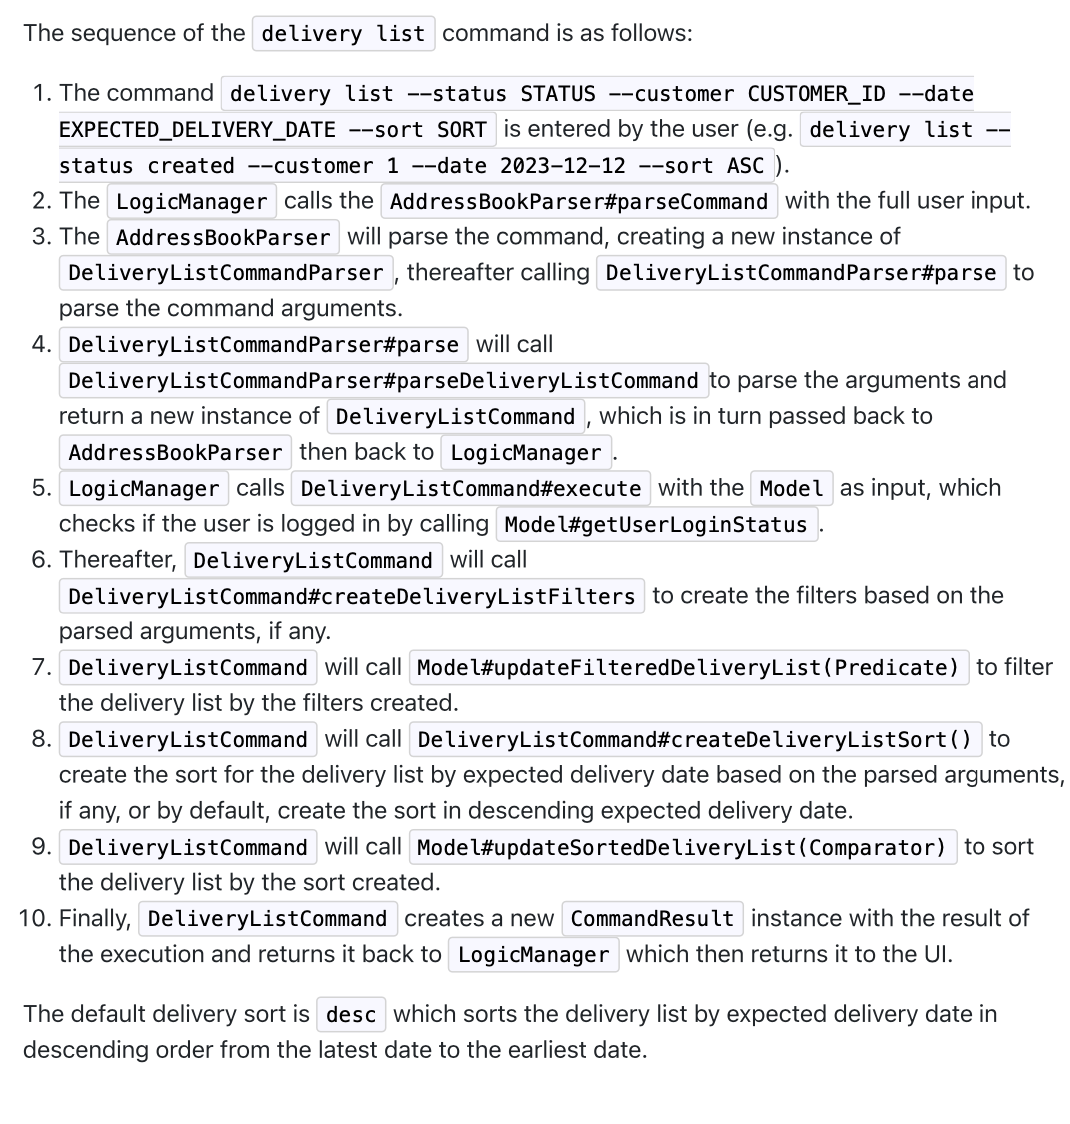 The sequence of the delivery list command is as follows:
1. The command delivery list --status STATUS --customer CUSTOMER_ID --date
EXPECTED_DELIVERY_DATE --sort SORT is entered by the user (e.g. delivery list --
status created --customer 1 --date 2023-12-12 --sort ASC ).
2. The LogicManager calls the AddressBookParser#parseCommand with the full user input.
3. The AddressBookParser will parse the command, creating a new instance of
DeliveryListCommandParser , thereafter calling DeliveryListCommandParser#parse to
parse the command arguments.
4. DeliveryListCommandParser#parse will call
DeliveryListCommandParser#parseDeliveryListCommand to parse the arguments and
return a new instance of DeliveryListCommand , which is in turn passed back to
AddressBookParser then back to LogicManager .
5. LogicManager calls DeliveryListCommand#execute with the Model as input, which
checks if the user is logged in by calling Model#getUserLoginStatus .
6. Thereafter, DeliveryListCommand will call
DeliveryListCommand#createDeliveryListFilters to create the filters based on the
parsed arguments, if any.
7. DeliveryListCommand will call Model#updateFilteredDeliveryList(Predicate) to filter
the delivery list by the filters created.
8. DeliveryListCommand will call DeliveryListCommand#createDeliveryListSort() to
create the sort for the delivery list by expected delivery date based on the parsed arguments,
if any, or by default, create the sort in descending expected delivery date.
9. DeliveryListCommand will call Model#updateSortedDeliveryList(Comparator) to sort
the delivery list by the sort created.
10. Finally, DeliveryListCommand creates a new CommandResult instance with the result of
the execution and returns it back to LogicManager which then returns it to the UI.
The default delivery sort is desc which sorts the delivery list by expected delivery date in
descending order from the latest date to the earliest date.